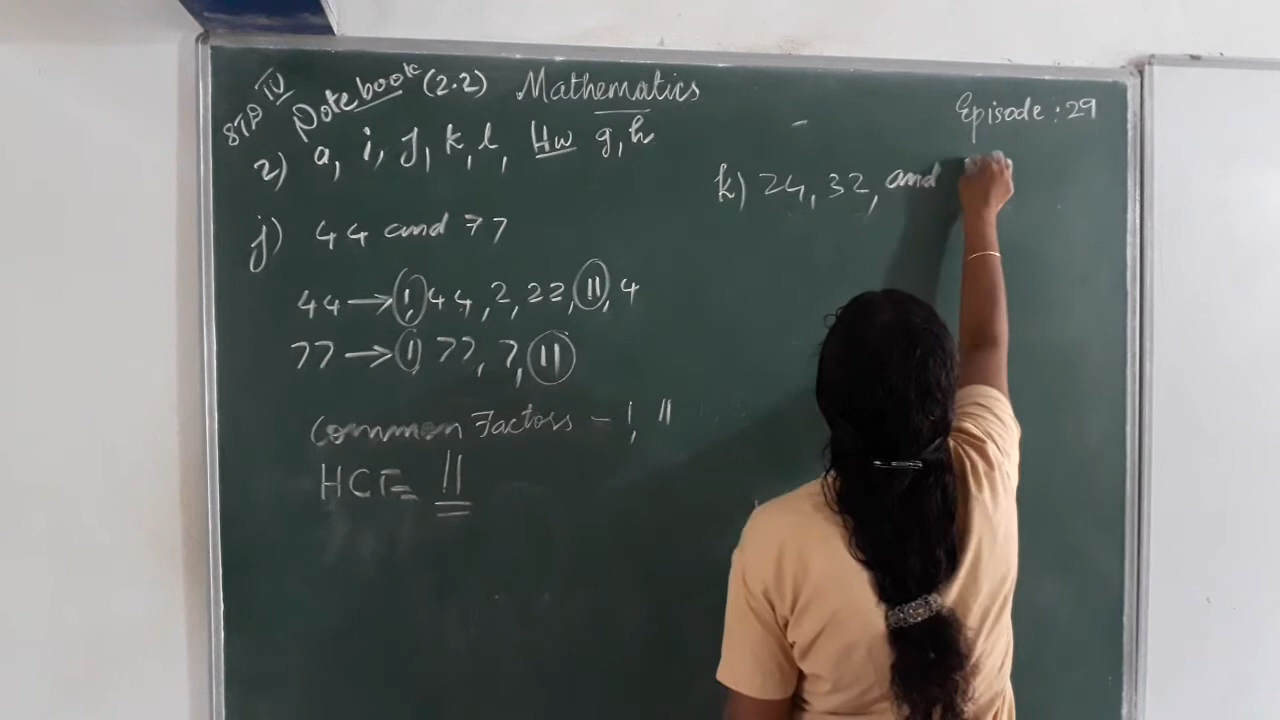 STD IV
Notebook (2.2) Mathematics
Episode : 29
2) a, i, j, k, l, Hw g, h
j) 44 and 77
44 → 1, 44, 2, 22, 11, 4
77 → 1, 77, 7, 11
Common Factors - 1, 11
HCF = 11
k) 24, 32, and